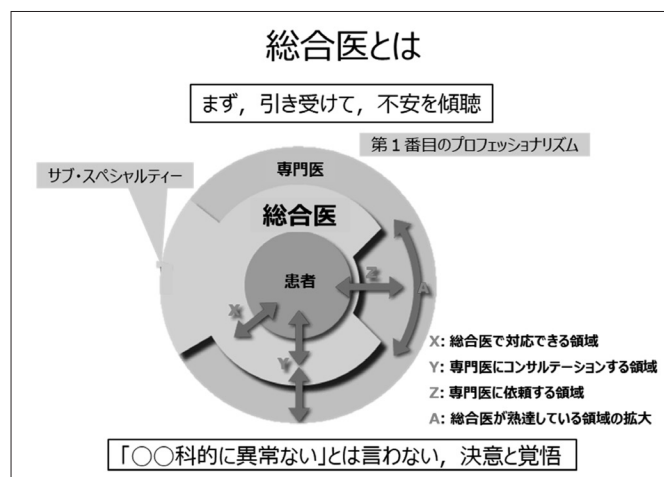 総合医とは
まず，引き受けて，不安を傾聴
第１番目のプロフェッショナリズム
サブ・スペシャルティー
専門医
総合医
患者
X
Y
Z
A
X: 総合医で対応できる領域
Y: 専門医にコンサルテーションする領域
Z: 専門医に依頼する領域
A: 総合医が熟達している領域の拡大
「○○科的に異常ない」とは言わない，決意と覚悟